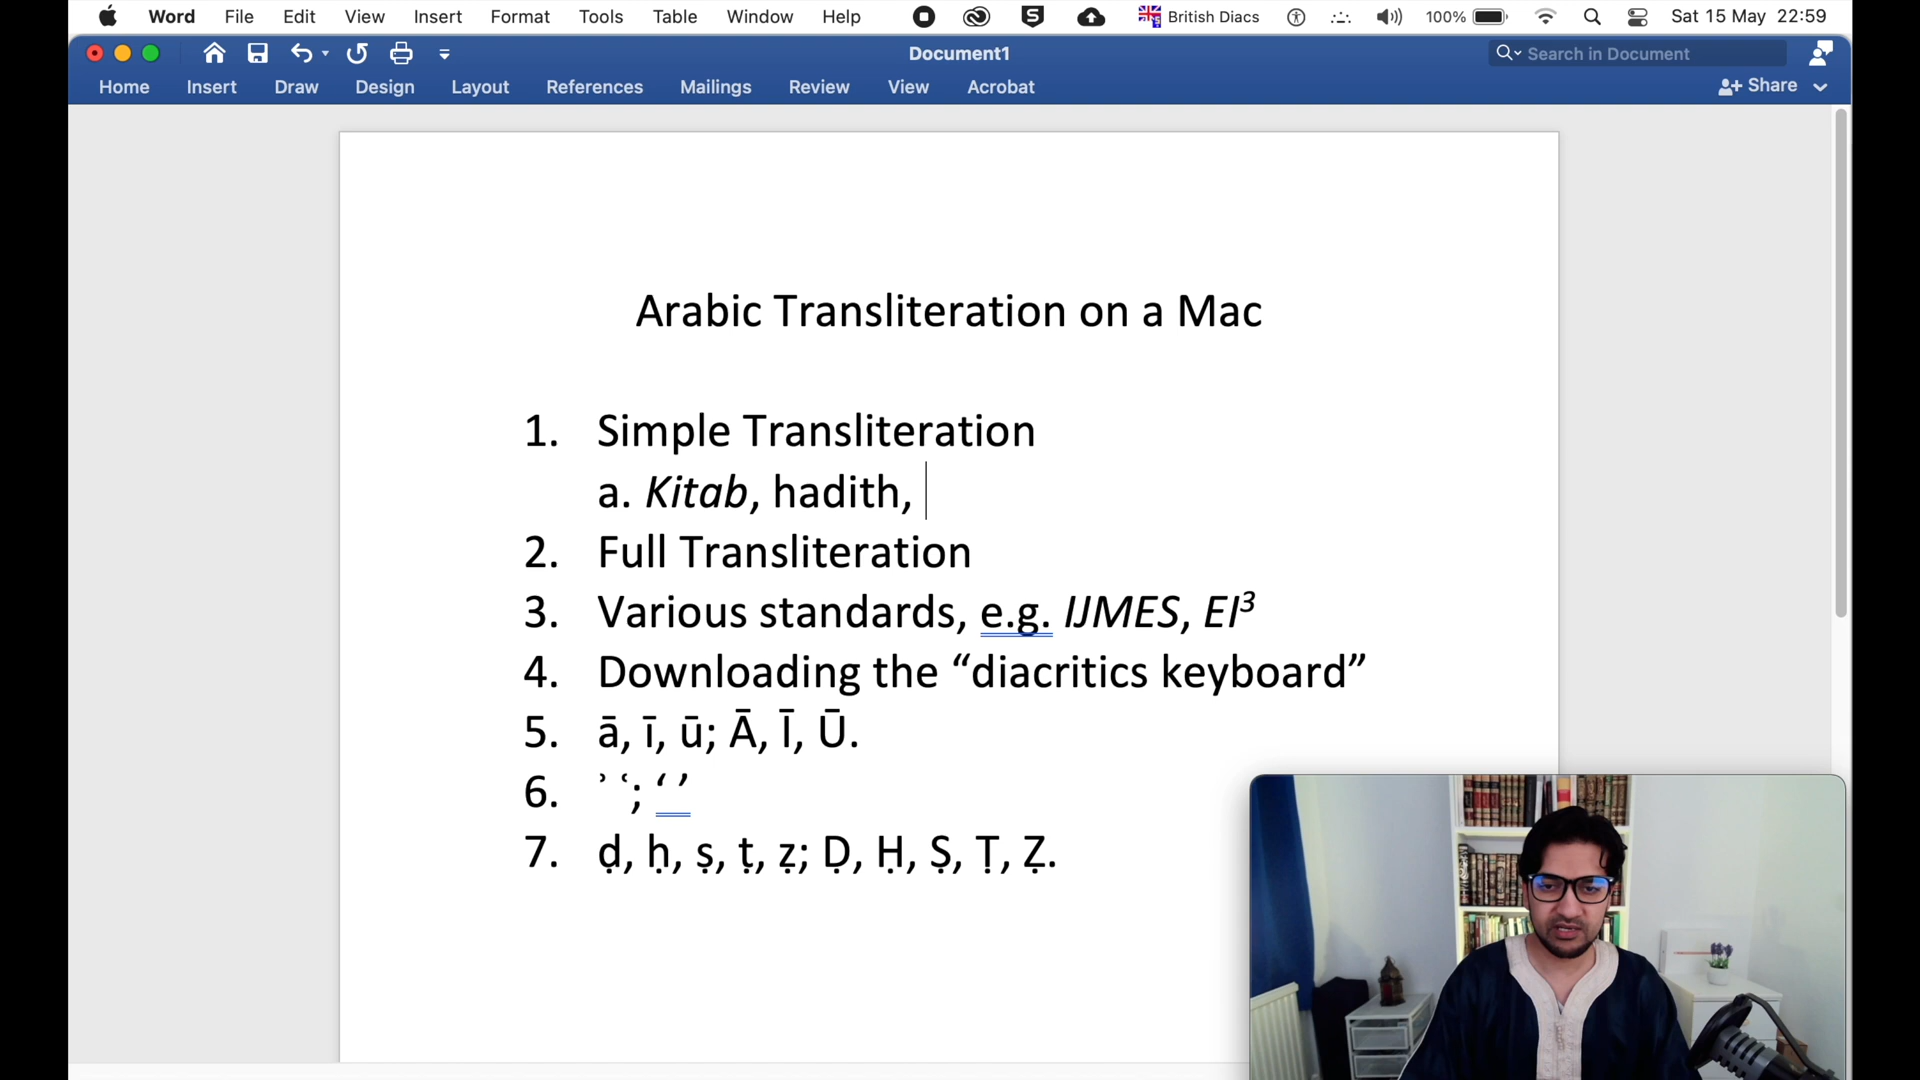 Word File Edit View Insert Format Tools Table Window Help British Diacs 100% Sat 15 May 22:59
Document1
Search in Document
Home Insert Draw Design Layout References Mailings Review View Acrobat Share
Arabic Transliteration on a Mac
1. Simple Transliteration
a. Kitab, hadith,
2. Full Transliteration
3. Various standards, e.g. IJMES, EI³
4. Downloading the “diacritics keyboard”
5. ā, ī, ū; Ā, Ī, Ū.
6. ʾ ʿ; ‘ ’
7. ḍ, ḥ, ṣ, ṭ, ẓ; Ḍ, Ḥ, Ṣ, Ṭ, Ẓ.